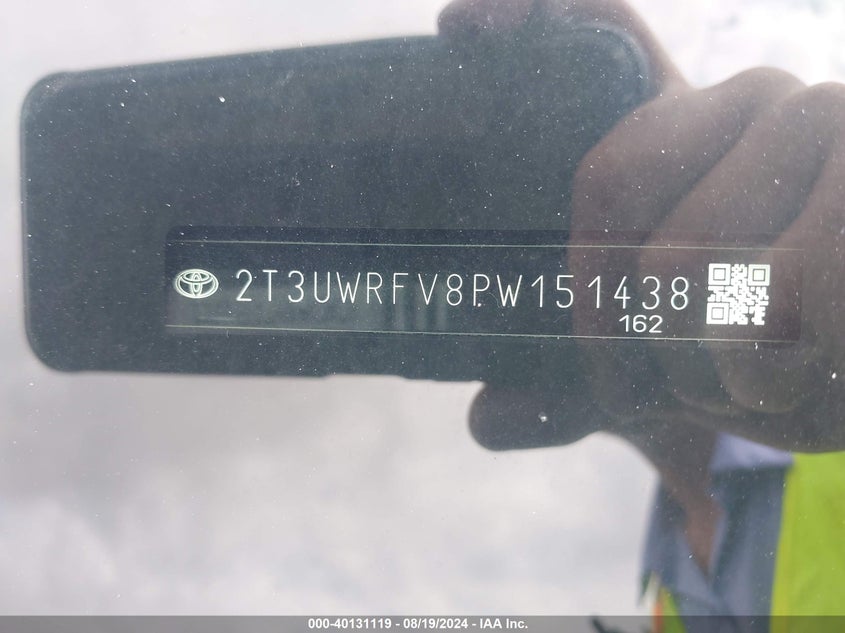 2T3UWRFV8PW151438
162
000-40131119 - 08/19/2024 - IAA Inc.